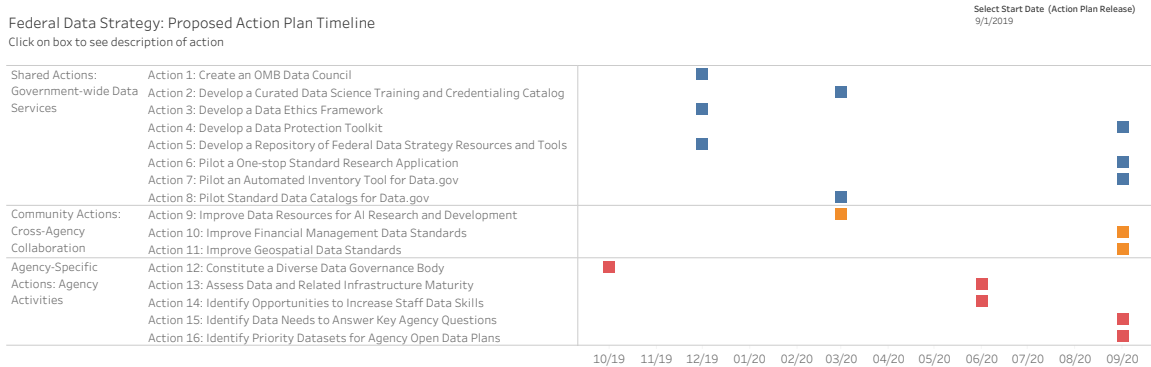 Federal Data Strategy: Proposed Action Plan Timeline
Click on box to see description of action
Select Start Date (Action Plan Release)
9/1/2019
Shared Actions:
Government-wide Data
Services
Action 1: Create an OMB Data Council
Action 2: Develop a Curated Data Science Training and Credentialing Catalog
Action 3: Develop a Data Ethics Framework
Action 4: Develop a Data Protection Toolkit
Action 5: Develop a Repository of Federal Data Strategy Resources and Tools
Action 6: Pilot a One-stop Standard Research Application
Action 7: Pilot an Automated Inventory Tool for Data.gov
Action 8: Pilot Standard Data Catalogs for Data.gov
Community Actions:
Cross-Agency
Collaboration
Action 9: Improve Data Resources for AI Research and Development
Action 10: Improve Financial Management Data Standards
Action 11: Improve Geospatial Data Standards
Agency-Specific
Actions: Agency
Activities
Action 12: Constitute a Diverse Data Governance Body
Action 13: Assess Data and Related Infrastructure Maturity
Action 14: Identify Opportunities to Increase Staff Data Skills
Action 15: Identify Data Needs to Answer Key Agency Questions
Action 16: Identify Priority Datasets for Agency Open Data Plans
10/19 11/19 12/19 01/20 02/20 03/20 04/20 05/20 06/20 07/20 08/20 09/20